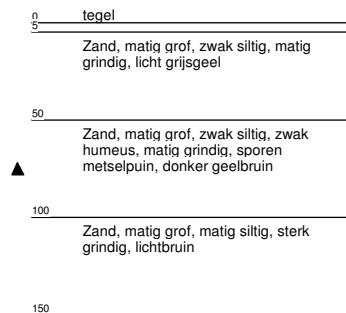 0 tegel
5
Zand, matig grof, zwak siltig, matig
grindig, licht grijsgeel
50
Zand, matig grof, zwak siltig, zwak
humeus, matig grindig, sporen
metselpuin, donker geelbruin
100
Zand, matig grof, matig siltig, sterk
grindig, lichtbruin
150